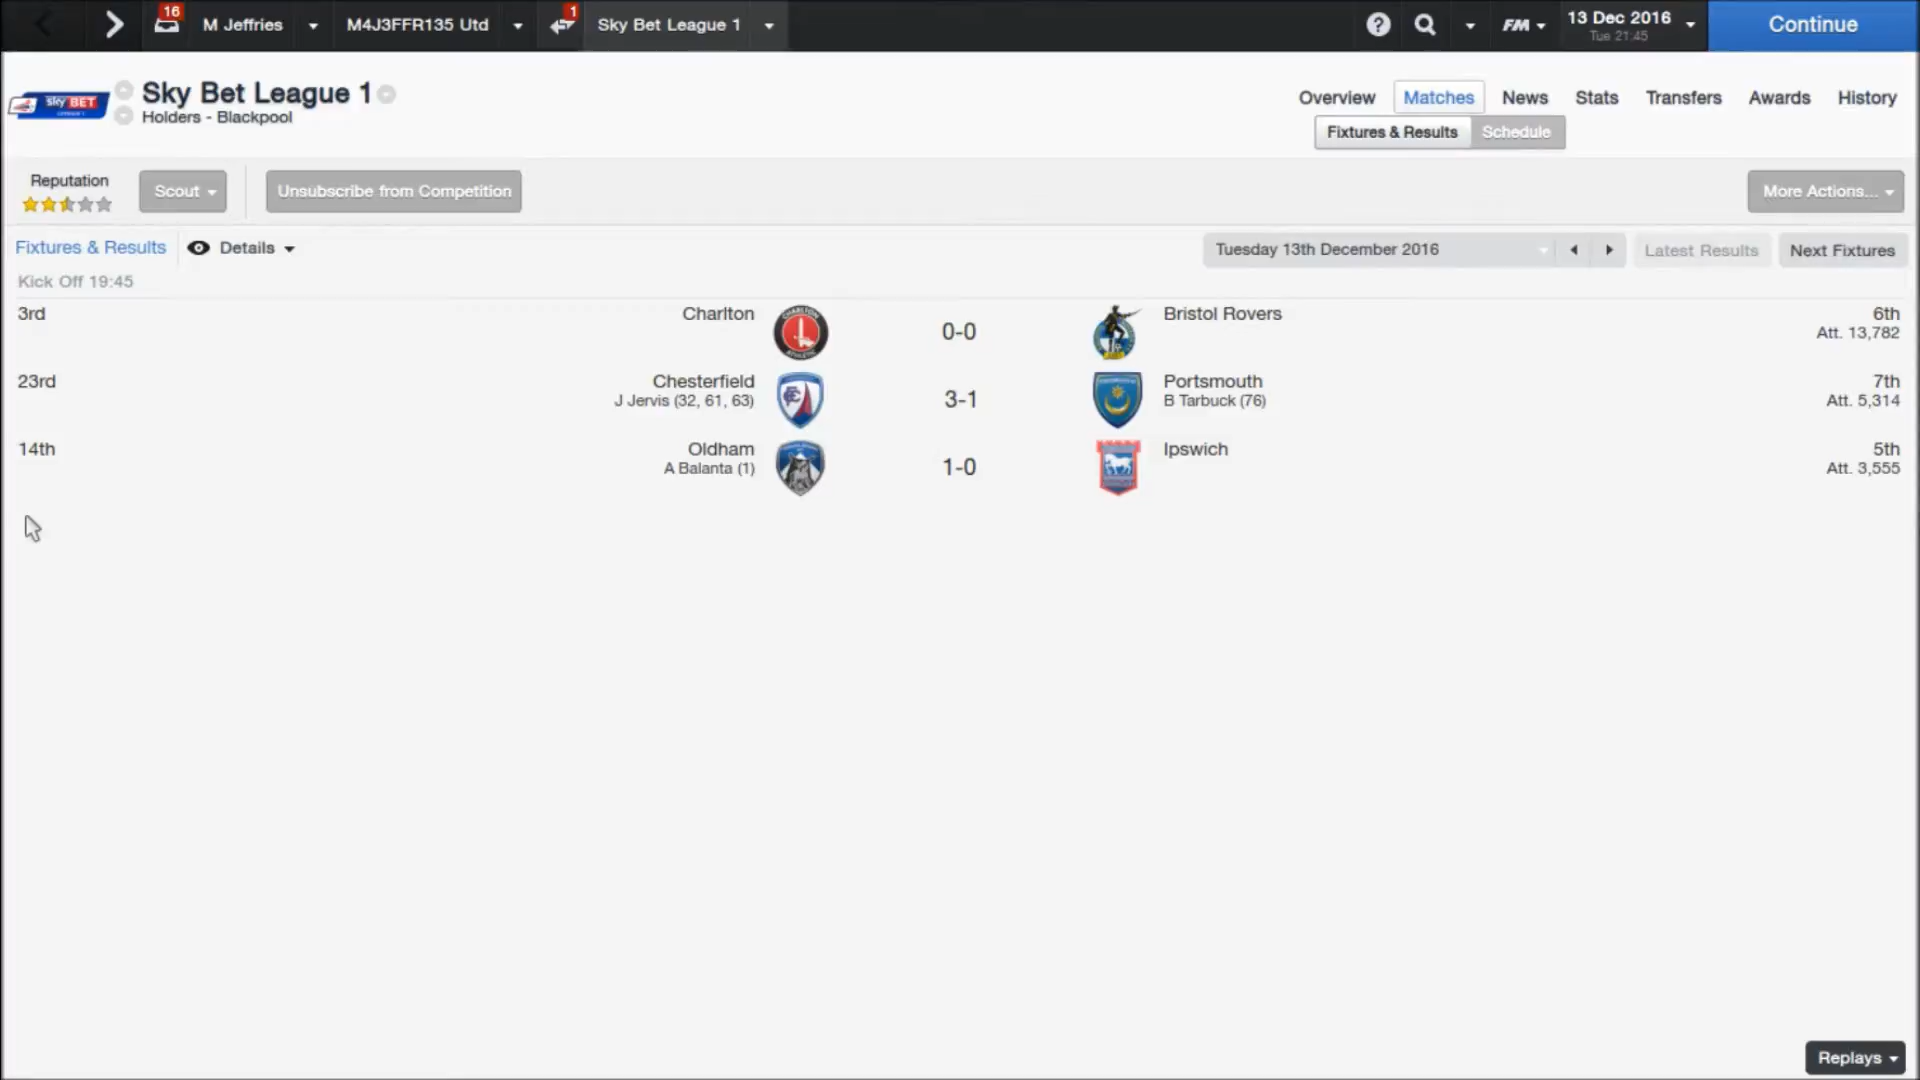 16
M Jeffries
M4J3FFR135 Utd
1
Sky Bet League 1
FM
13 Dec 2016
Tue 21:45
Continue
sky BET
Sky Bet League 1
Holders - Blackpool
Overview
Matches
News
Stats
Transfers
Awards
History
Fixtures & Results
Schedule
Reputation
Scout
Unsubscribe from Competition
More Actions...
Fixtures & Results
Details
Tuesday 13th December 2016
Latest Results
Next Fixtures
Kick Off 19:45
3rd
Charlton
0-0
Bristol Rovers
6th
Att. 13,782
23rd
Chesterfield
J Jervis (32, 61, 63)
3-1
Portsmouth
B Tarbuck (76)
7th
Att. 5,314
14th
Oldham
A Balanta (1)
1-0
Ipswich
5th
Att. 3,555
Replays